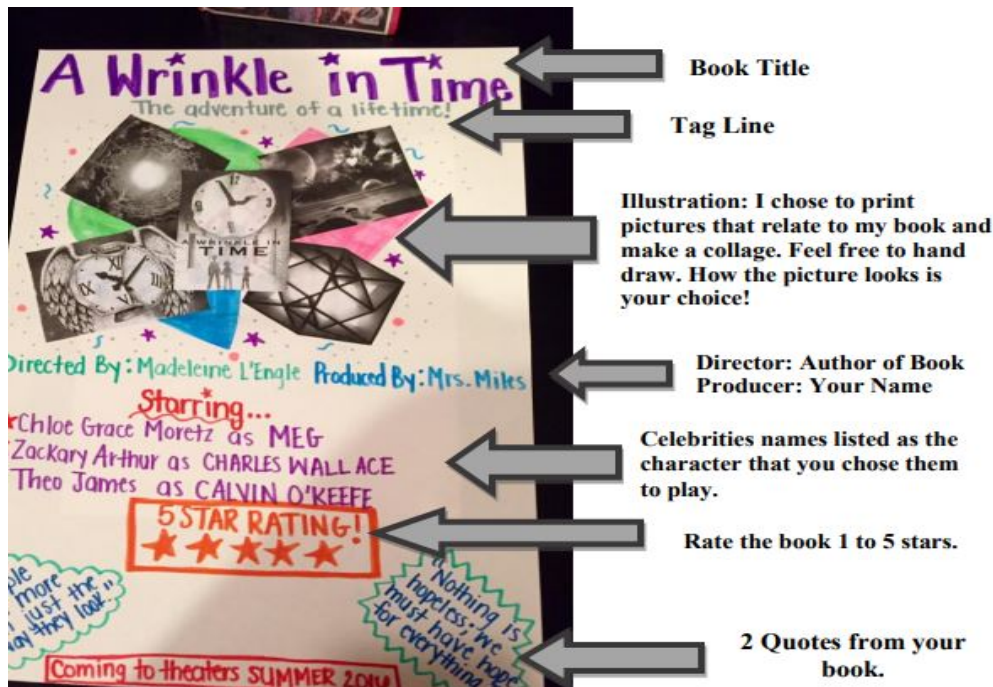 A Wrinkle in Time
The adventure of a lifetime!
A WRINKLE IN
TIME
Directed By: Madeleine L'Engle Produced By: Mrs. Miles
Starring...
Chloe Grace Moretz as MEG
Zackary Arthur as CHARLES WALLACE
Theo James as CALVIN O'KEEFE
5 STAR RATING!
more
just the
they look."
"Nothing is
hopeless; we
must have hope
for everything
Coming to theaters SUMMER
Book Title
Tag Line
Illustration: I chose to print
pictures that relate to my book and
make a collage. Feel free to hand
draw. How the picture looks is
your choice!
Director: Author of Book
Producer: Your Name
Celebrities names listed as the
character that you chose them
to play.
Rate the book 1 to 5 stars.
2 Quotes from your
book.